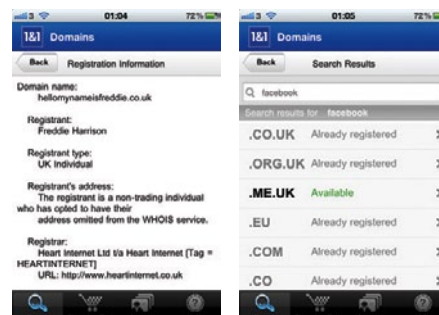 01:04 72%
1&1 Domains
Back Registration Information
Domain name:
hellomynameisfreddie.co.uk
Registrant:
Freddie Harrison
Registrant type:
UK Individual
Registrant's address:
The registrant is a non-trading individual
who has opted to have their
address omitted from the WHOIS service.
Registrar:
Heart Internet Ltd t/a Heart Internet [Tag =
HEARTINTERNET]
URL: http://www.heartinternet.co.uk
3 01:05 72%
1&1 Domains
Back Search Results
facebook
Search results for facebook
.CO.UK Already registered
.ORG.UK Already registered
.ME.UK Available
.EU Already registered
.COM Already registered
.CO Already registered